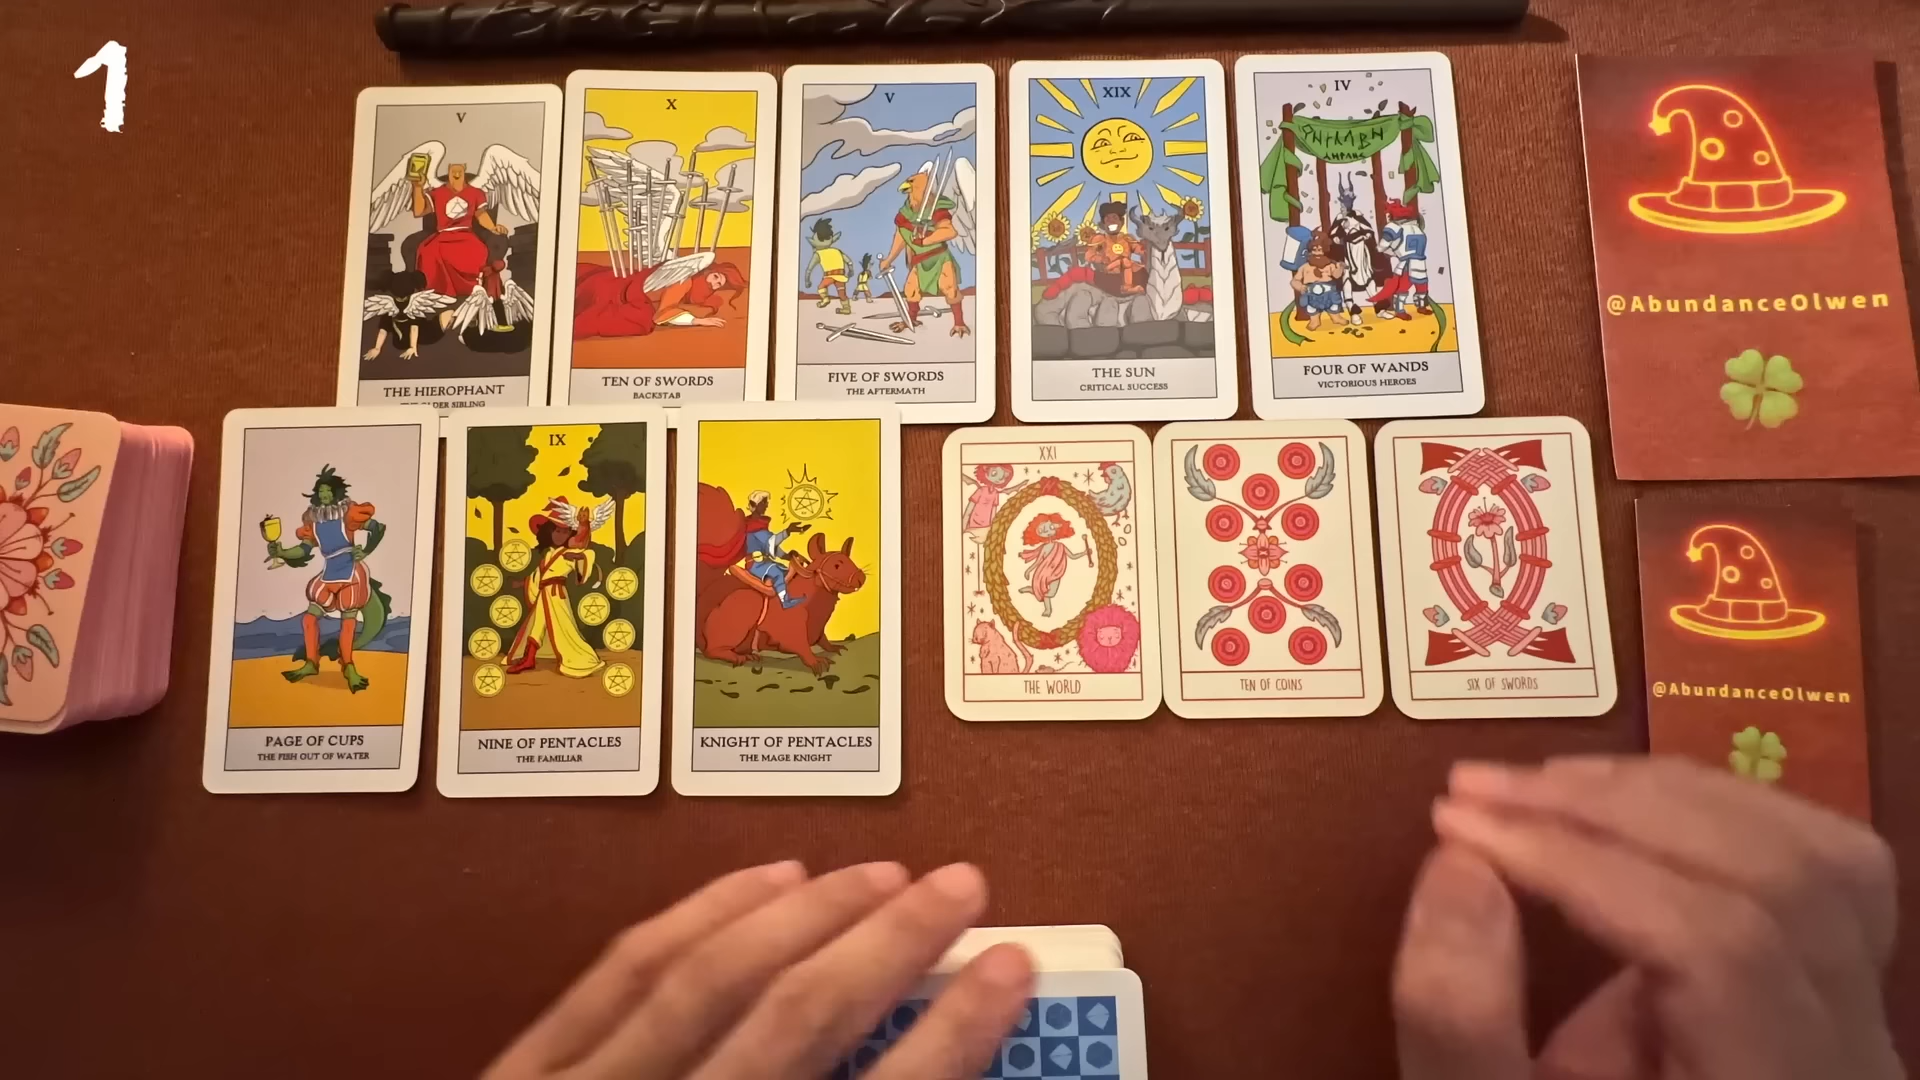 1
V
THE HIEROPHANT
X
TEN OF SWORDS
BACKSTAB
V
FIVE OF SWORDS
THE AFTERMATH
XIX
THE SUN
CRITICAL SUCCESS
IV
FOUR OF WANDS
VICTORIOUS HEROES
@AbundanceOlwen
PAGE OF CUPS
THE FISH OUT OF WATER
IX
NINE OF PENTACLES
THE FAMILIAR
KNIGHT OF PENTACLES
THE MAGE KNIGHT
XXI
THE WORLD
TEN OF COINS
SIX OF SWORDS
@AbundanceOlwen